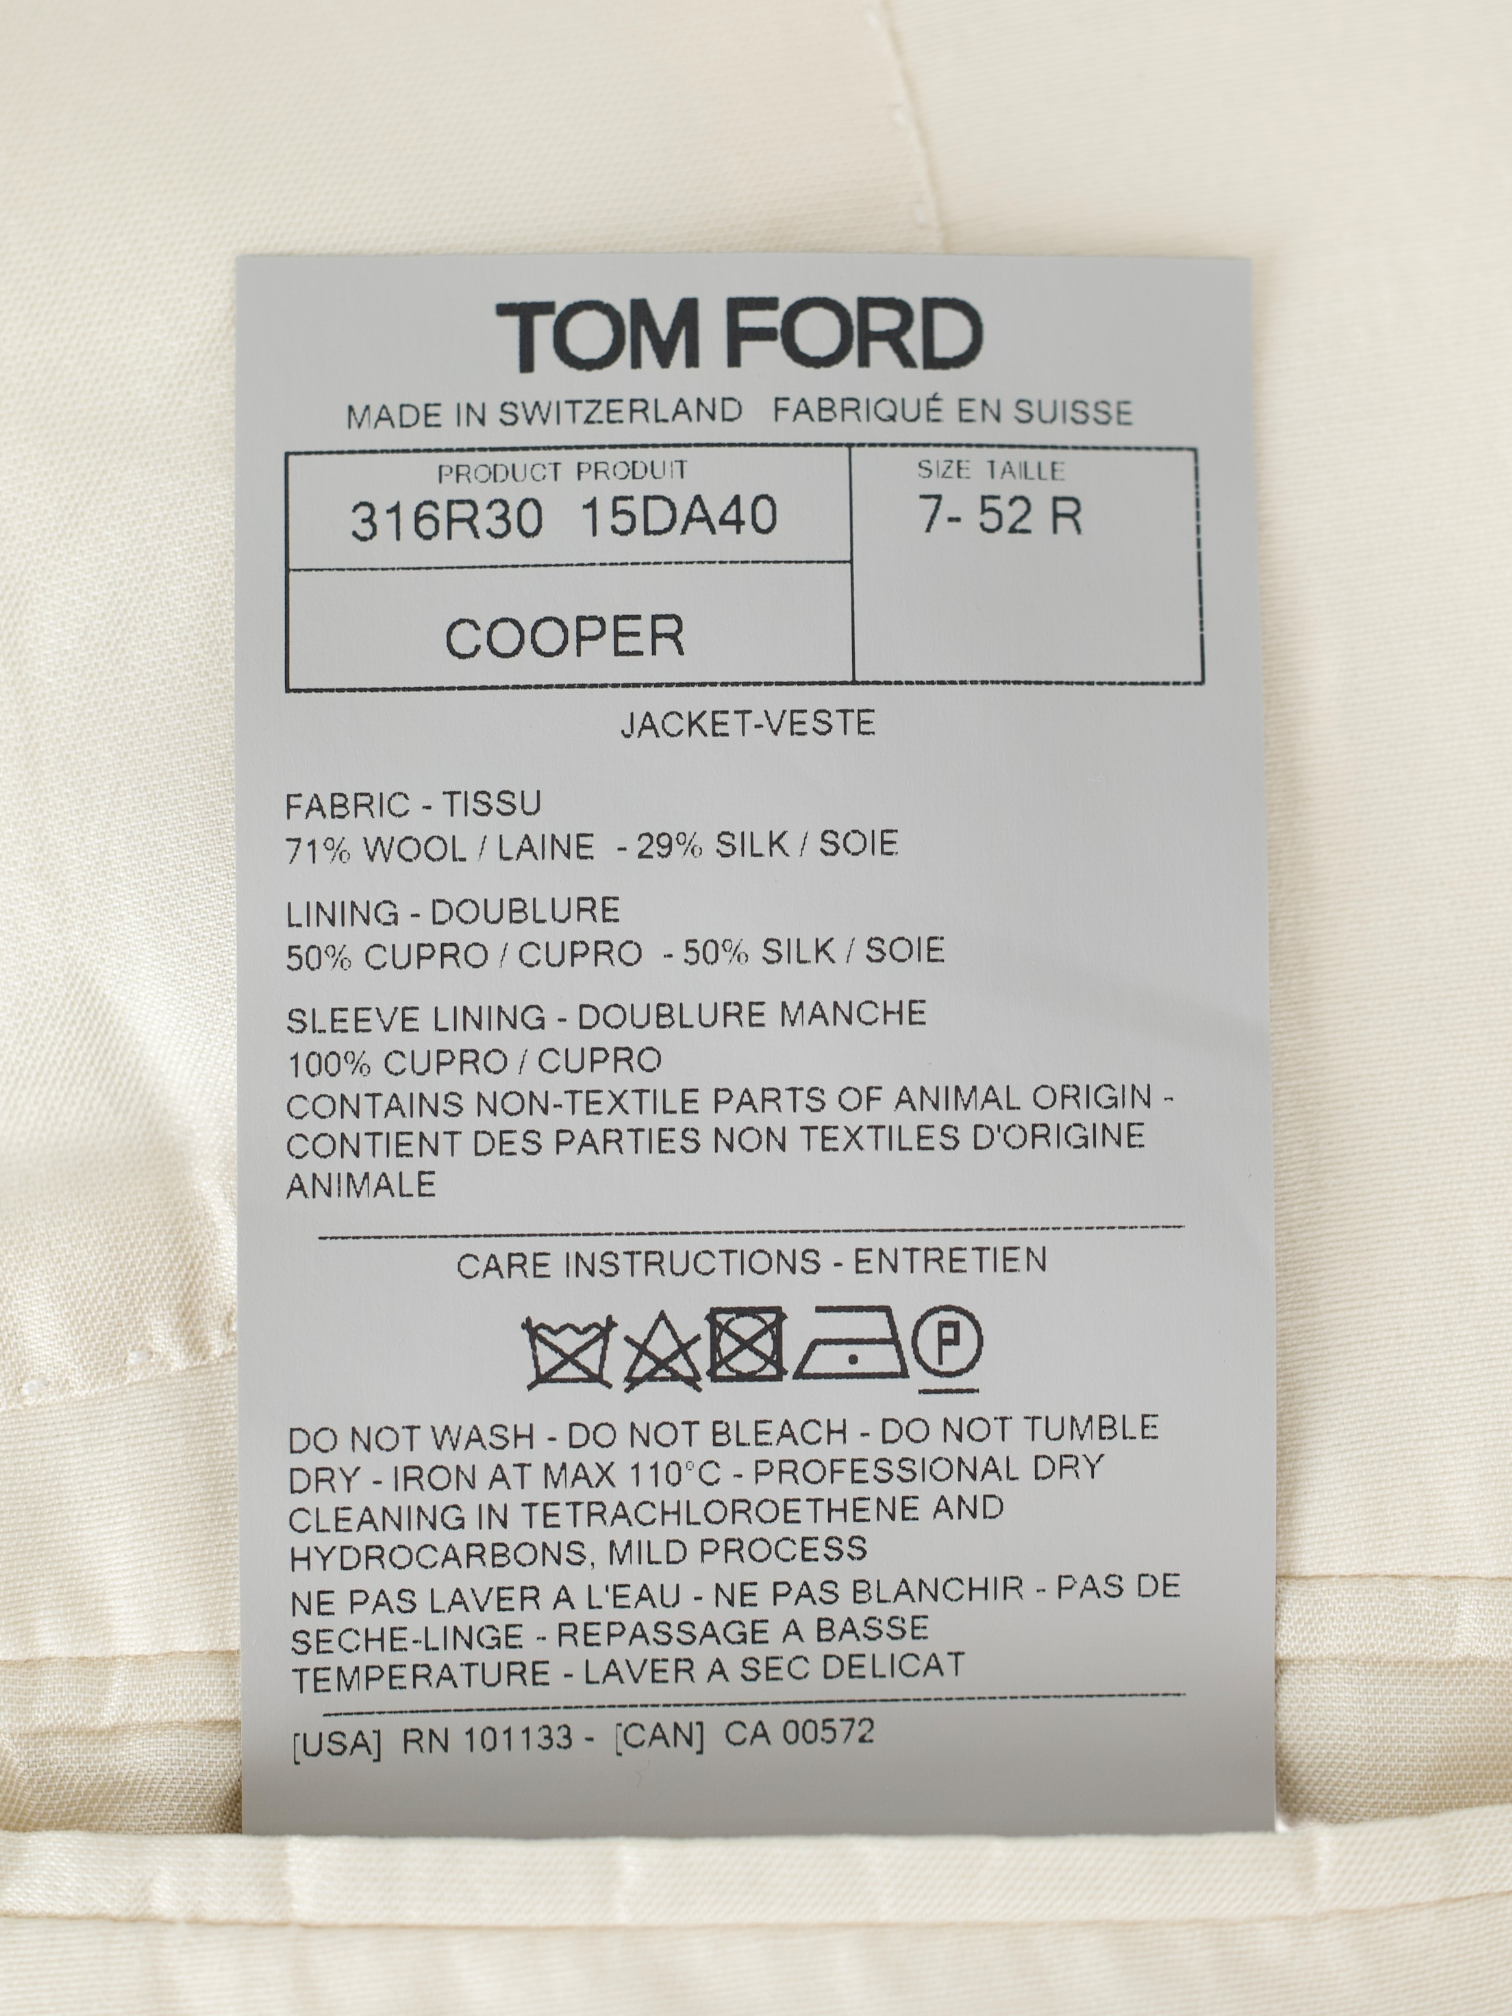 TOM FORD
MADE IN SWITZERLAND FABRIQUÉ EN SUISSE
PRODUCT PRODUIT
316R30 15DA40
SIZE TAILLE
7- 52 R
COOPER
JACKET-VESTE
FABRIC - TISSU
71% WOOL / LAINE - 29% SILK / SOIE
LINING - DOUBLURE
50% CUPRO / CUPRO - 50% SILK / SOIE
SLEEVE LINING - DOUBLURE MANCHE
100% CUPRO / CUPRO
CONTAINS NON-TEXTILE PARTS OF ANIMAL ORIGIN -
CONTIENT DES PARTIES NON TEXTILES D'ORIGINE
ANIMALE
CARE INSTRUCTIONS - ENTRETIEN
P
DO NOT WASH - DO NOT BLEACH - DO NOT TUMBLE
DRY - IRON AT MAX 110°C - PROFESSIONAL DRY
CLEANING IN TETRACHLOROETHENE AND
HYDROCARBONS, MILD PROCESS
NE PAS LAVER A L'EAU - NE PAS BLANCHIR - PAS DE
SECHE-LINGE - REPASSAGE A BASSE
TEMPERATURE - LAVER A SEC DELICAT
[USA] RN 101133 - [CAN] CA 00572